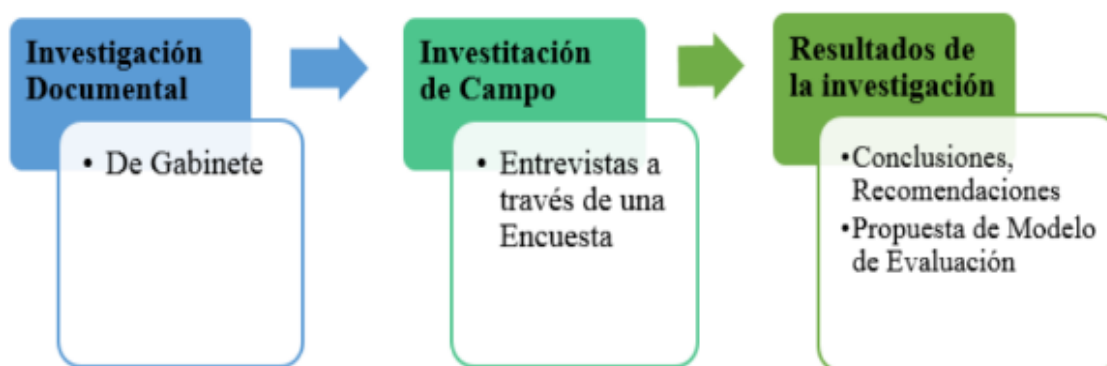 Investigación
Documental
• De Gabinete
Investitación
de Campo
• Entrevistas a
través de una
Encuesta
Resultados de
la investigación
•Conclusiones,
Recomendaciones
•Propuesta de Modelo
de Evaluación